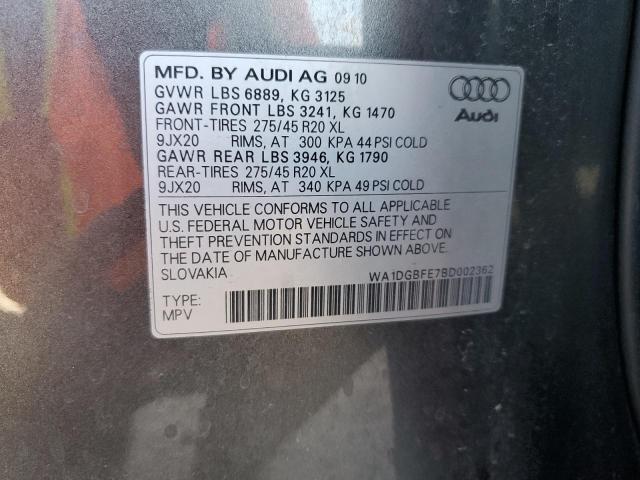 MFD. BY AUDI AG 09 10
GVWR LBS 6889, KG 3125
GAWR FRONT LBS 3241, KG 1470
FRONT-TIRES 275/45 R20 XL
9JX20 RIMS, AT 300 KPA 44 PSI COLD
GAWR REAR LBS 3946, KG 1790
REAR-TIRES 275/45 R20 XL
9JX20 RIMS, AT 340 KPA 49 PSI COLD
Audi
THIS VEHICLE CONFORMS TO ALL APPLICABLE
U.S. FEDERAL MOTOR VEHICLE SAFETY AND
THEFT PREVENTION STANDARDS IN EFFECT ON
THE DATE OF MANUFACTURE SHOWN ABOVE.
SLOVAKIA
WA1DGBFE7BD002362
TYPE:
MPV